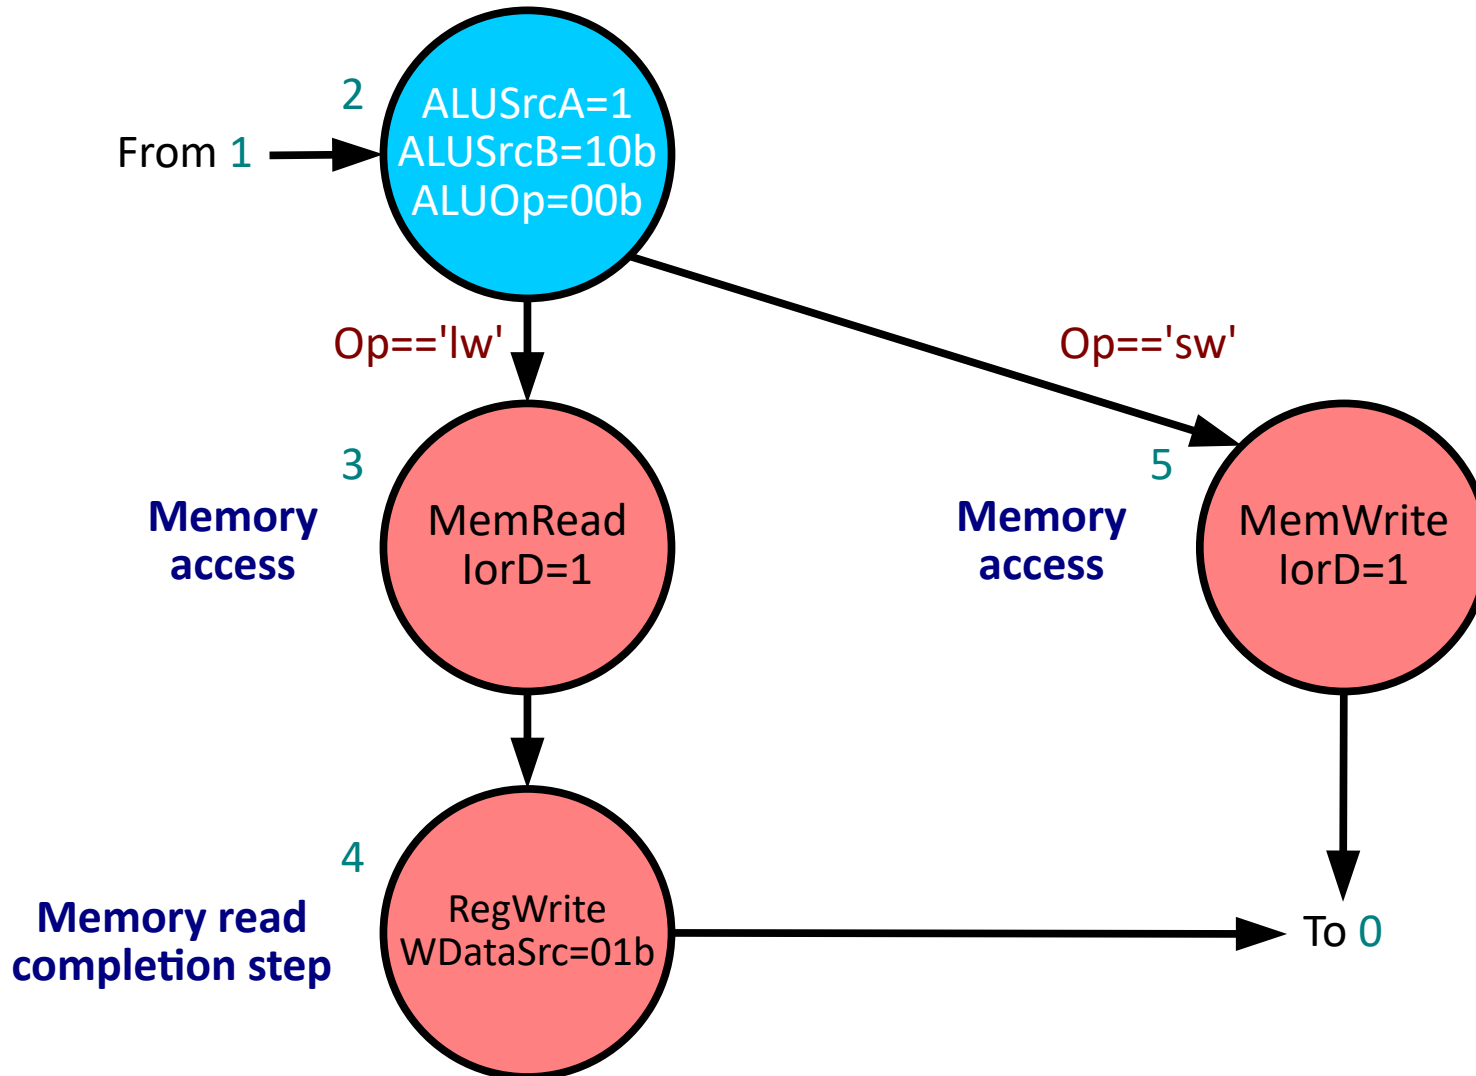 2
ALUSrcA=1
ALUSrcB=10b
ALUOp=00b
From 1
Op=='lw'
Op=='sw'
3
Memory
access
MemRead
IorD=1
5
Memory
access
MemWrite
IorD=1
4
Memory read
completion step
RegWrite
WDataSrc=01b
To 0